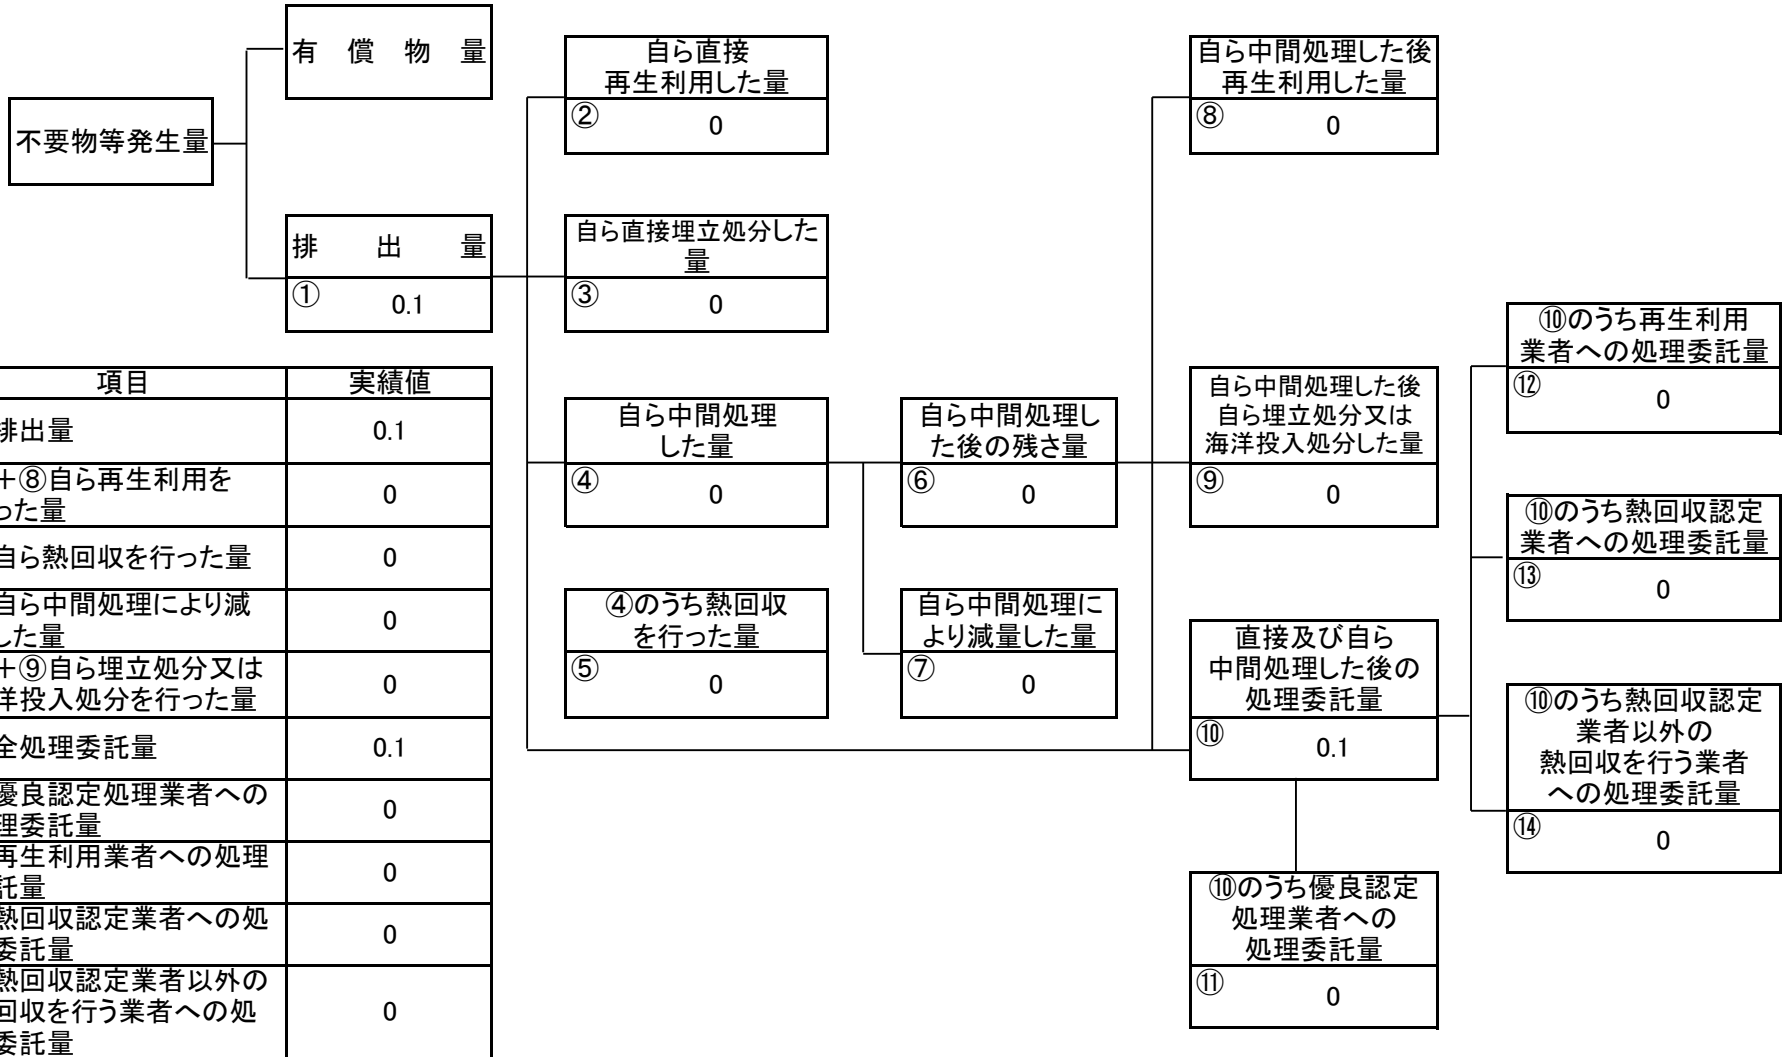 有償物量
不要物等発生量
排出量
① 0.1
自ら直接
再生利用した量
② 0
自ら直接埋立処分した
量
③ 0
自ら中間処理
した量
④ 0
④のうち熱回収
を行った量
⑤ 0
自ら中間処理し
た後の残さ量
⑥ 0
自ら中間処理に
より減量した量
⑦ 0
自ら中間処理した後
再生利用した量
⑧ 0
自ら中間処理した後
自ら埋立処分又は
海洋投入処分した量
⑨ 0
直接及び自ら
中間処理した後の
処理委託量
⑩ 0.1
⑩のうち優良認定
処理業者への
処理委託量
⑪ 0
⑩のうち再生利用
業者への処理委託量
⑫ 0
⑩のうち熱回収認定
業者への処理委託量
⑬ 0
⑩のうち熱回収認定
業者以外の
熱回収を行う業者
への処理委託量
⑭ 0
項目 実績値
排出量 0.1
+⑧自ら再生利用を
った量 0
自ら熱回収を行った量 0
自ら中間処理により減
した量 0
+⑨自ら埋立処分又は
洋投入処分を行った量 0
全処理委託量 0.1
優良認定処理業者への
理委託量 0
再生利用業者への処理
託量 0
熱回収認定業者への処
委託量 0
熱回収認定業者以外の
回収を行う業者への処
委託量 0